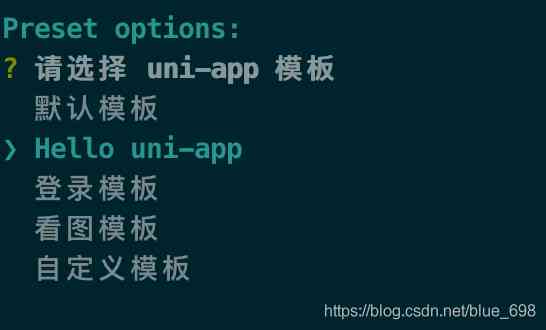 Preset options:
? 请选择 uni-app 模板
默认模板
❯ Hello uni-app
登录模板
看图模板
自定义模板
https://blog.csdn.net/blue_698